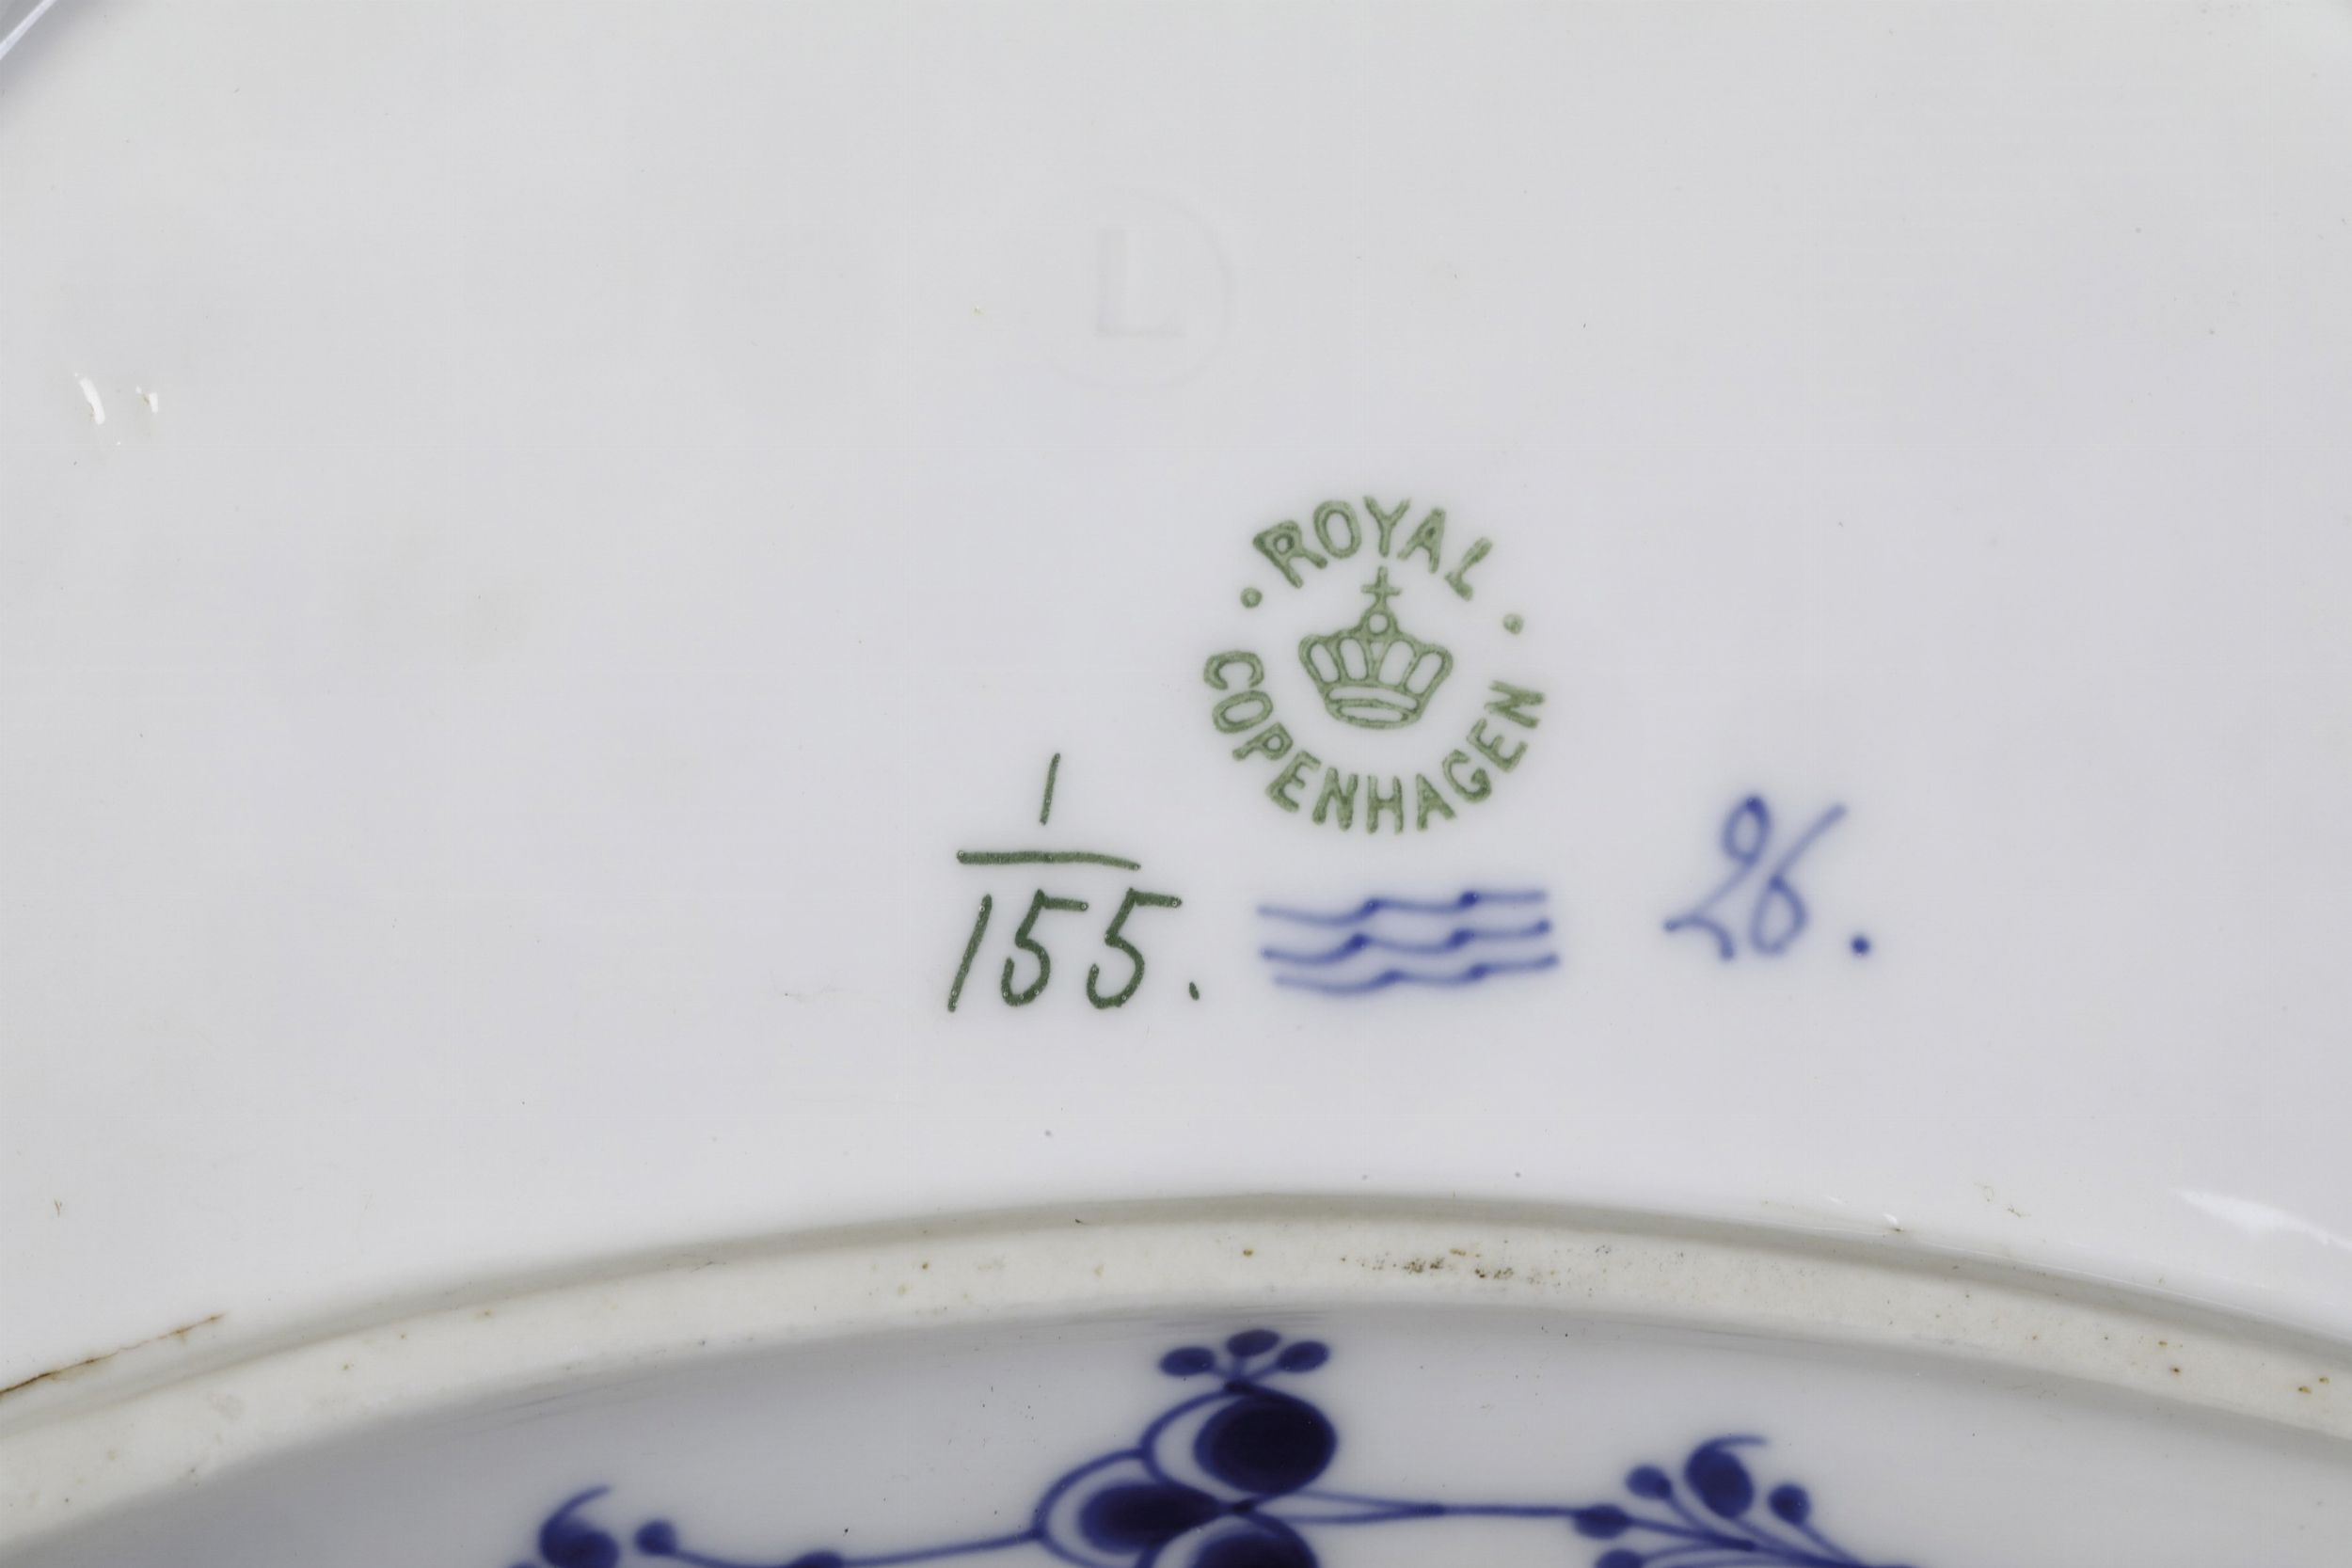 L
ROYAL
COPENHAGEN
1
155.
26.